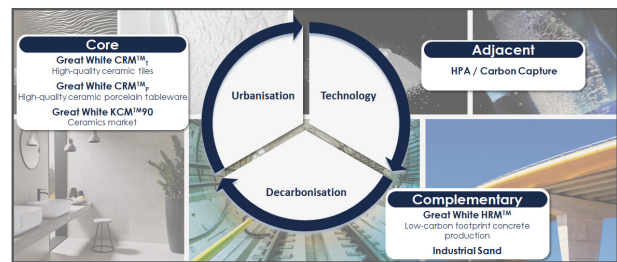 Core
Great White CRM™T
High-quality ceramic tiles
Great White CRM™P
High-quality ceramic porcelain tableware
Great White KCM™90
Ceramics market
Urbanisation
Technology
Decarbonisation
Adjacent
HPA / Carbon Capture
Complementary
Great White HRM™
Low-carbon footprint concrete
production
Industrial Sand